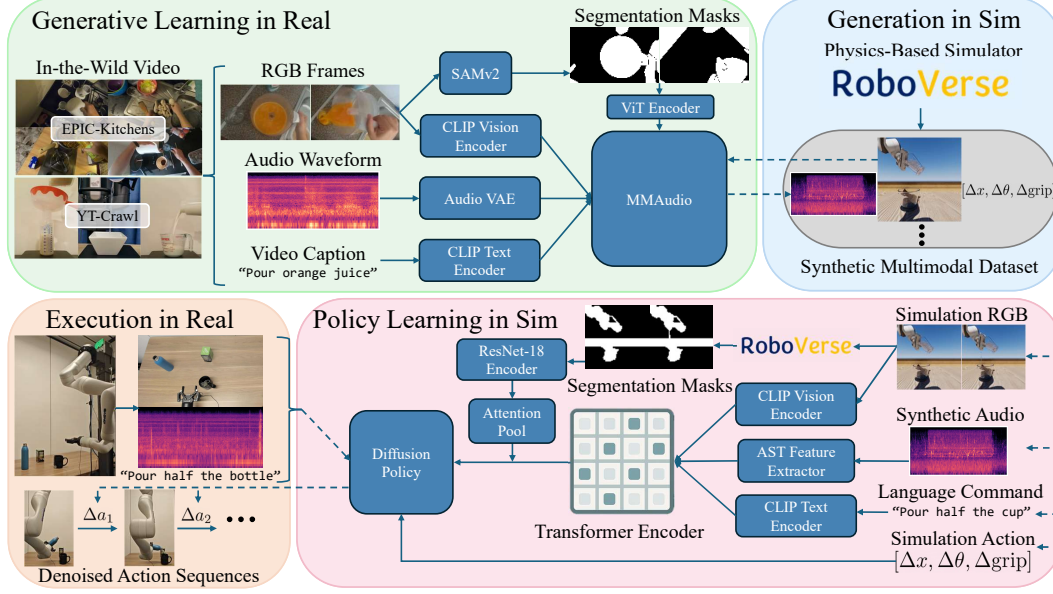 Generative Learning in Real
In-the-Wild Video
EPIC-Kitchens
YT-Crawl
RGB Frames
Audio Waveform
Video Caption
“Pour orange juice”
SAMv2
CLIP Vision
Encoder
Audio VAE
CLIP Text
Encoder
Segmentation Masks
ViT Encoder
MMAudio
Generation in Sim
Physics-Based Simulator
RoboVerse
[Δx, Δθ, Δgrip]
Synthetic Multimodal Dataset
Execution in Real
“Pour half the bottle”
Δa₁
Δa₂
Denoised Action Sequences
Policy Learning in Sim
Diffusion
Policy
ResNet-18
Encoder
Attention
Pool
Segmentation Masks
Transformer Encoder
RoboVerse
CLIP Vision
Encoder
AST Feature
Extractor
CLIP Text
Encoder
Simulation RGB
Synthetic Audio
Language Command
“Pour half the cup”
Simulation Action
[Δx, Δθ, Δgrip]